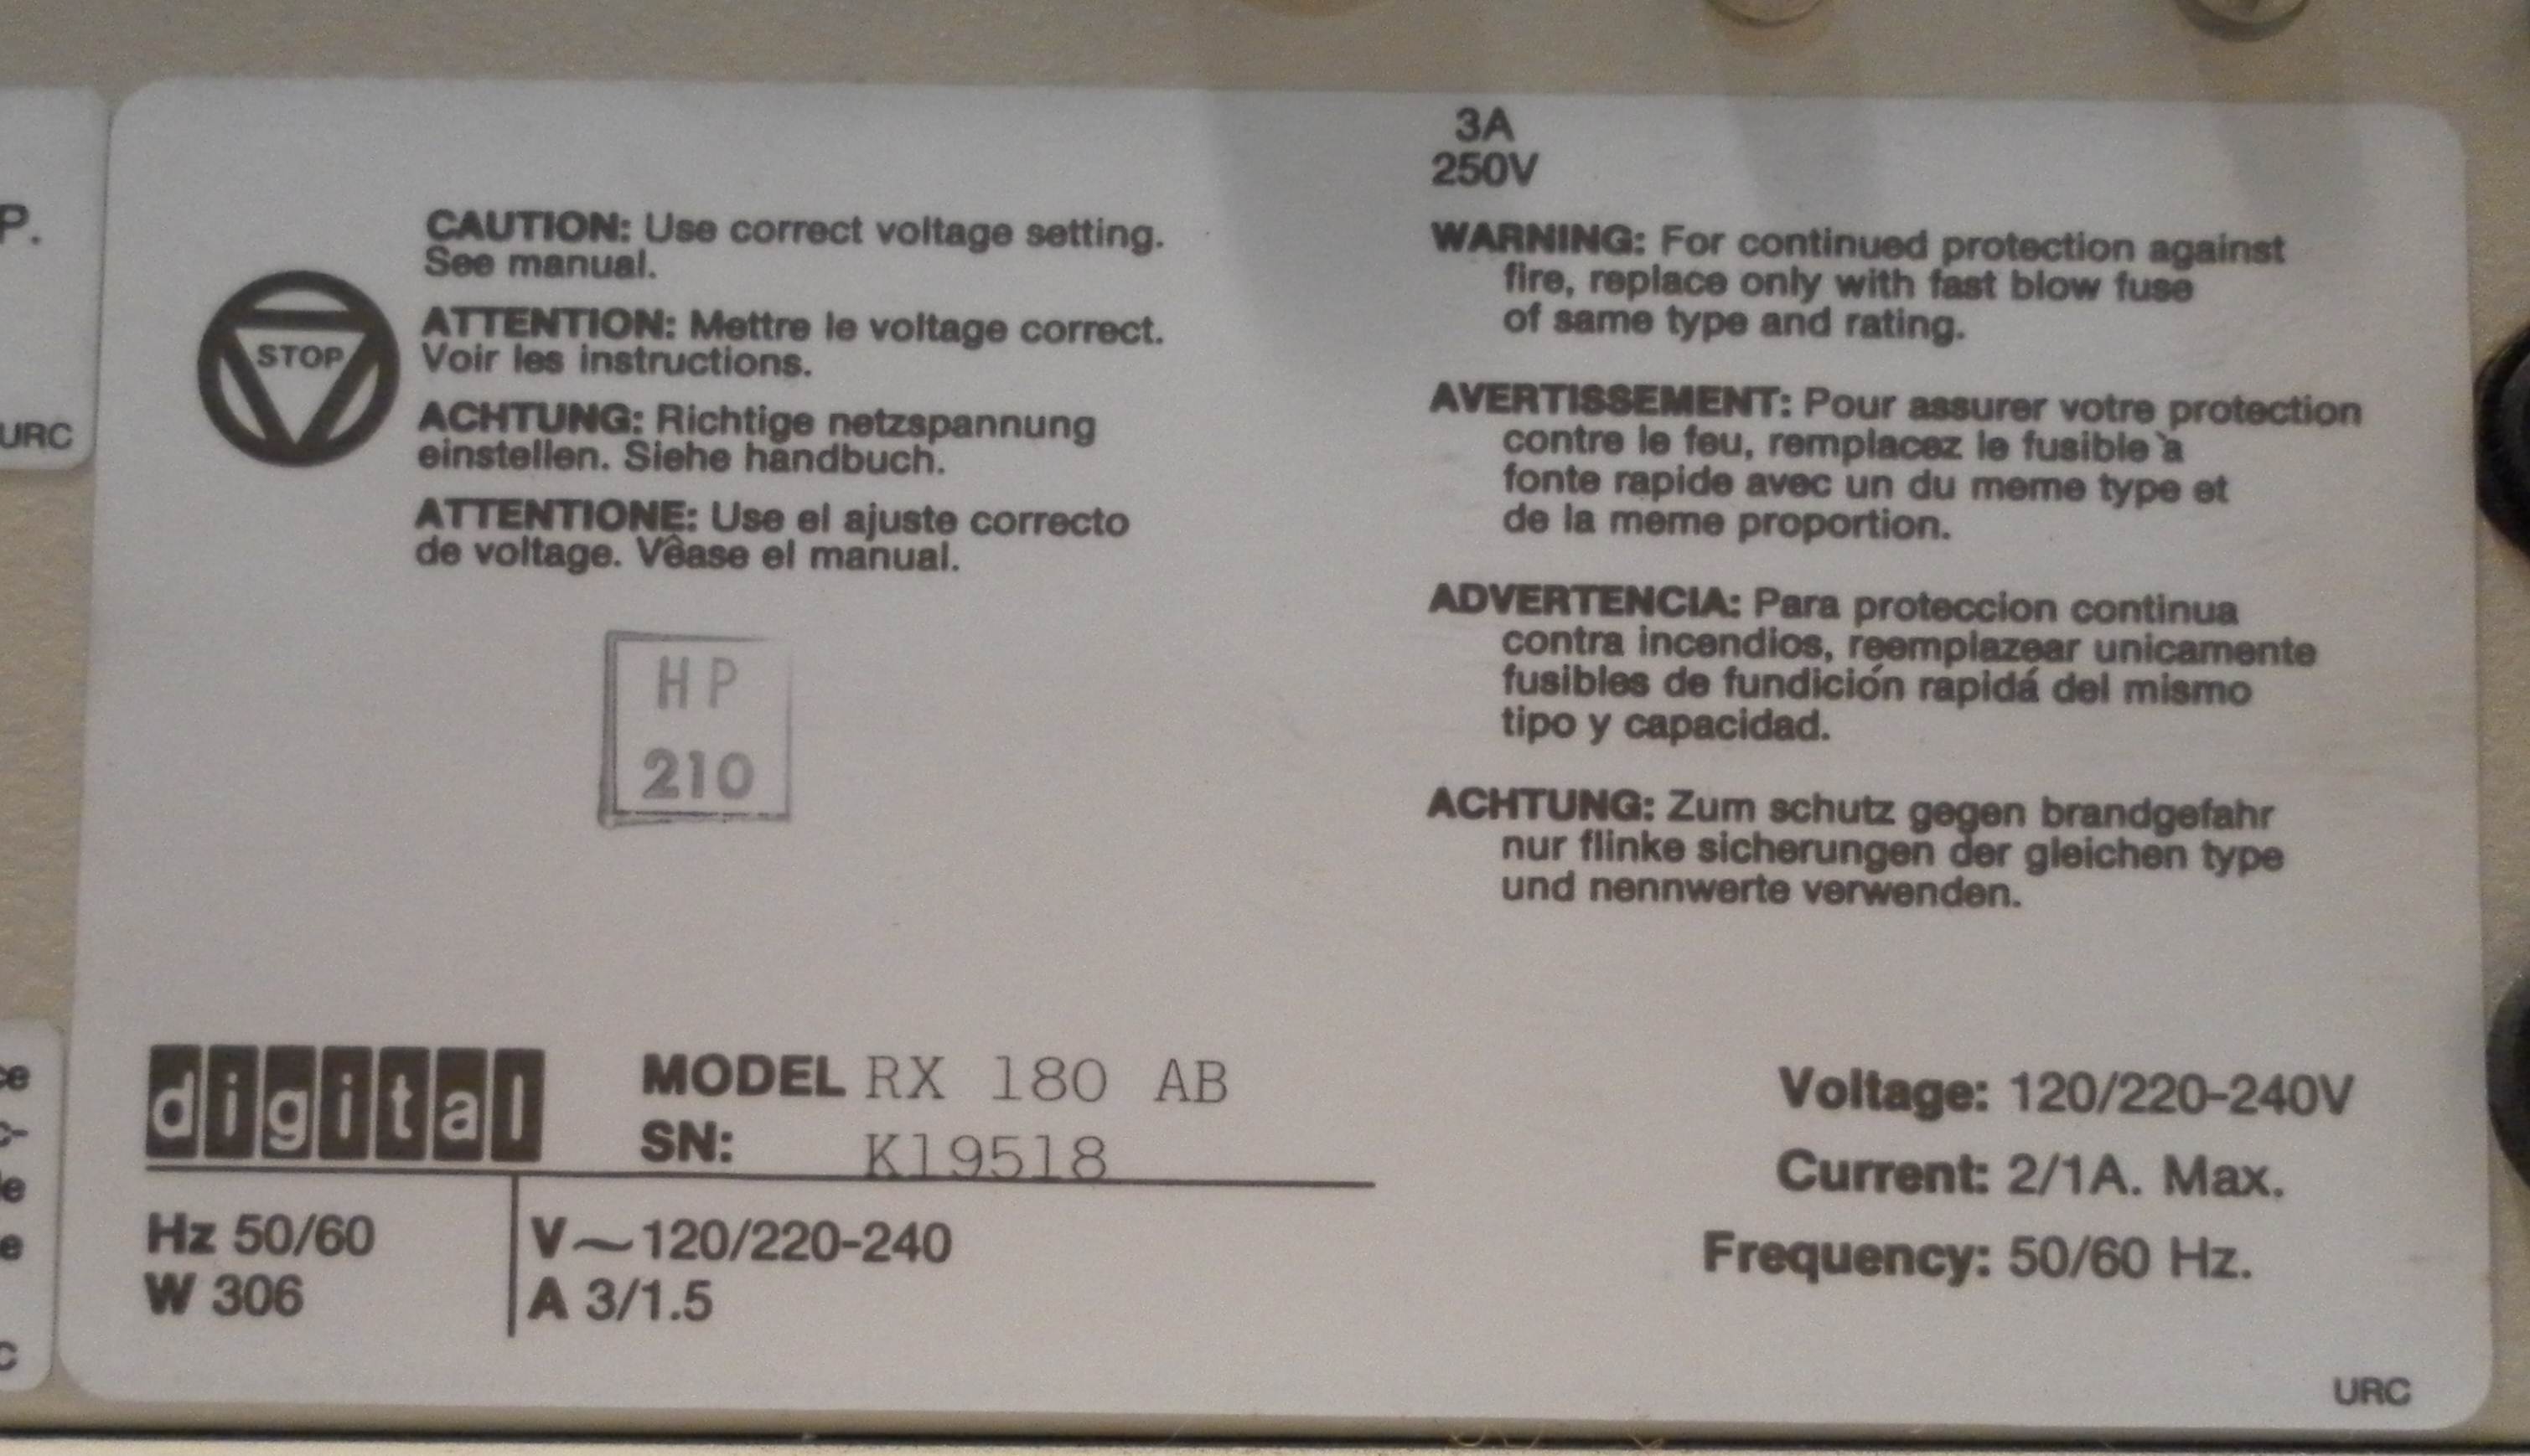 P.
URC
STOP
CAUTION: Use correct voltage setting.
See manual.
ATTENTION: Mettre le voltage correct.
Voir les instructions.
ACHTUNG: Richtige netzspannung
einstellen. Siehe handbuch.
ATTENTIONE: Use el ajuste correcto
de voltage. Vêase el manual.
HP
210
3A
250V
WARNING: For continued protection against
fire, replace only with fast blow fuse
of same type and rating.
AVERTISSEMENT: Pour assurer votre protection
contre le feu, remplacez le fusible à
fonte rapide avec un du meme type et
de la meme proportion.
ADVERTENCIA: Para proteccion continua
contra incendios, reemplazear unicamente
fusibles de fundición rapidá del mismo
tipo y capacidad.
ACHTUNG: Zum schutz gegen brandgefahr
nur flinke sicherungen der gleichen type
und nennwerte verwenden.
digital
MODEL RX 180 AB
SN: K19518
Hz 50/60
W 306
V~120/220-240
A 3/1.5
Voltage: 120/220-240V
Current: 2/1A. Max.
Frequency: 50/60 Hz.
URC